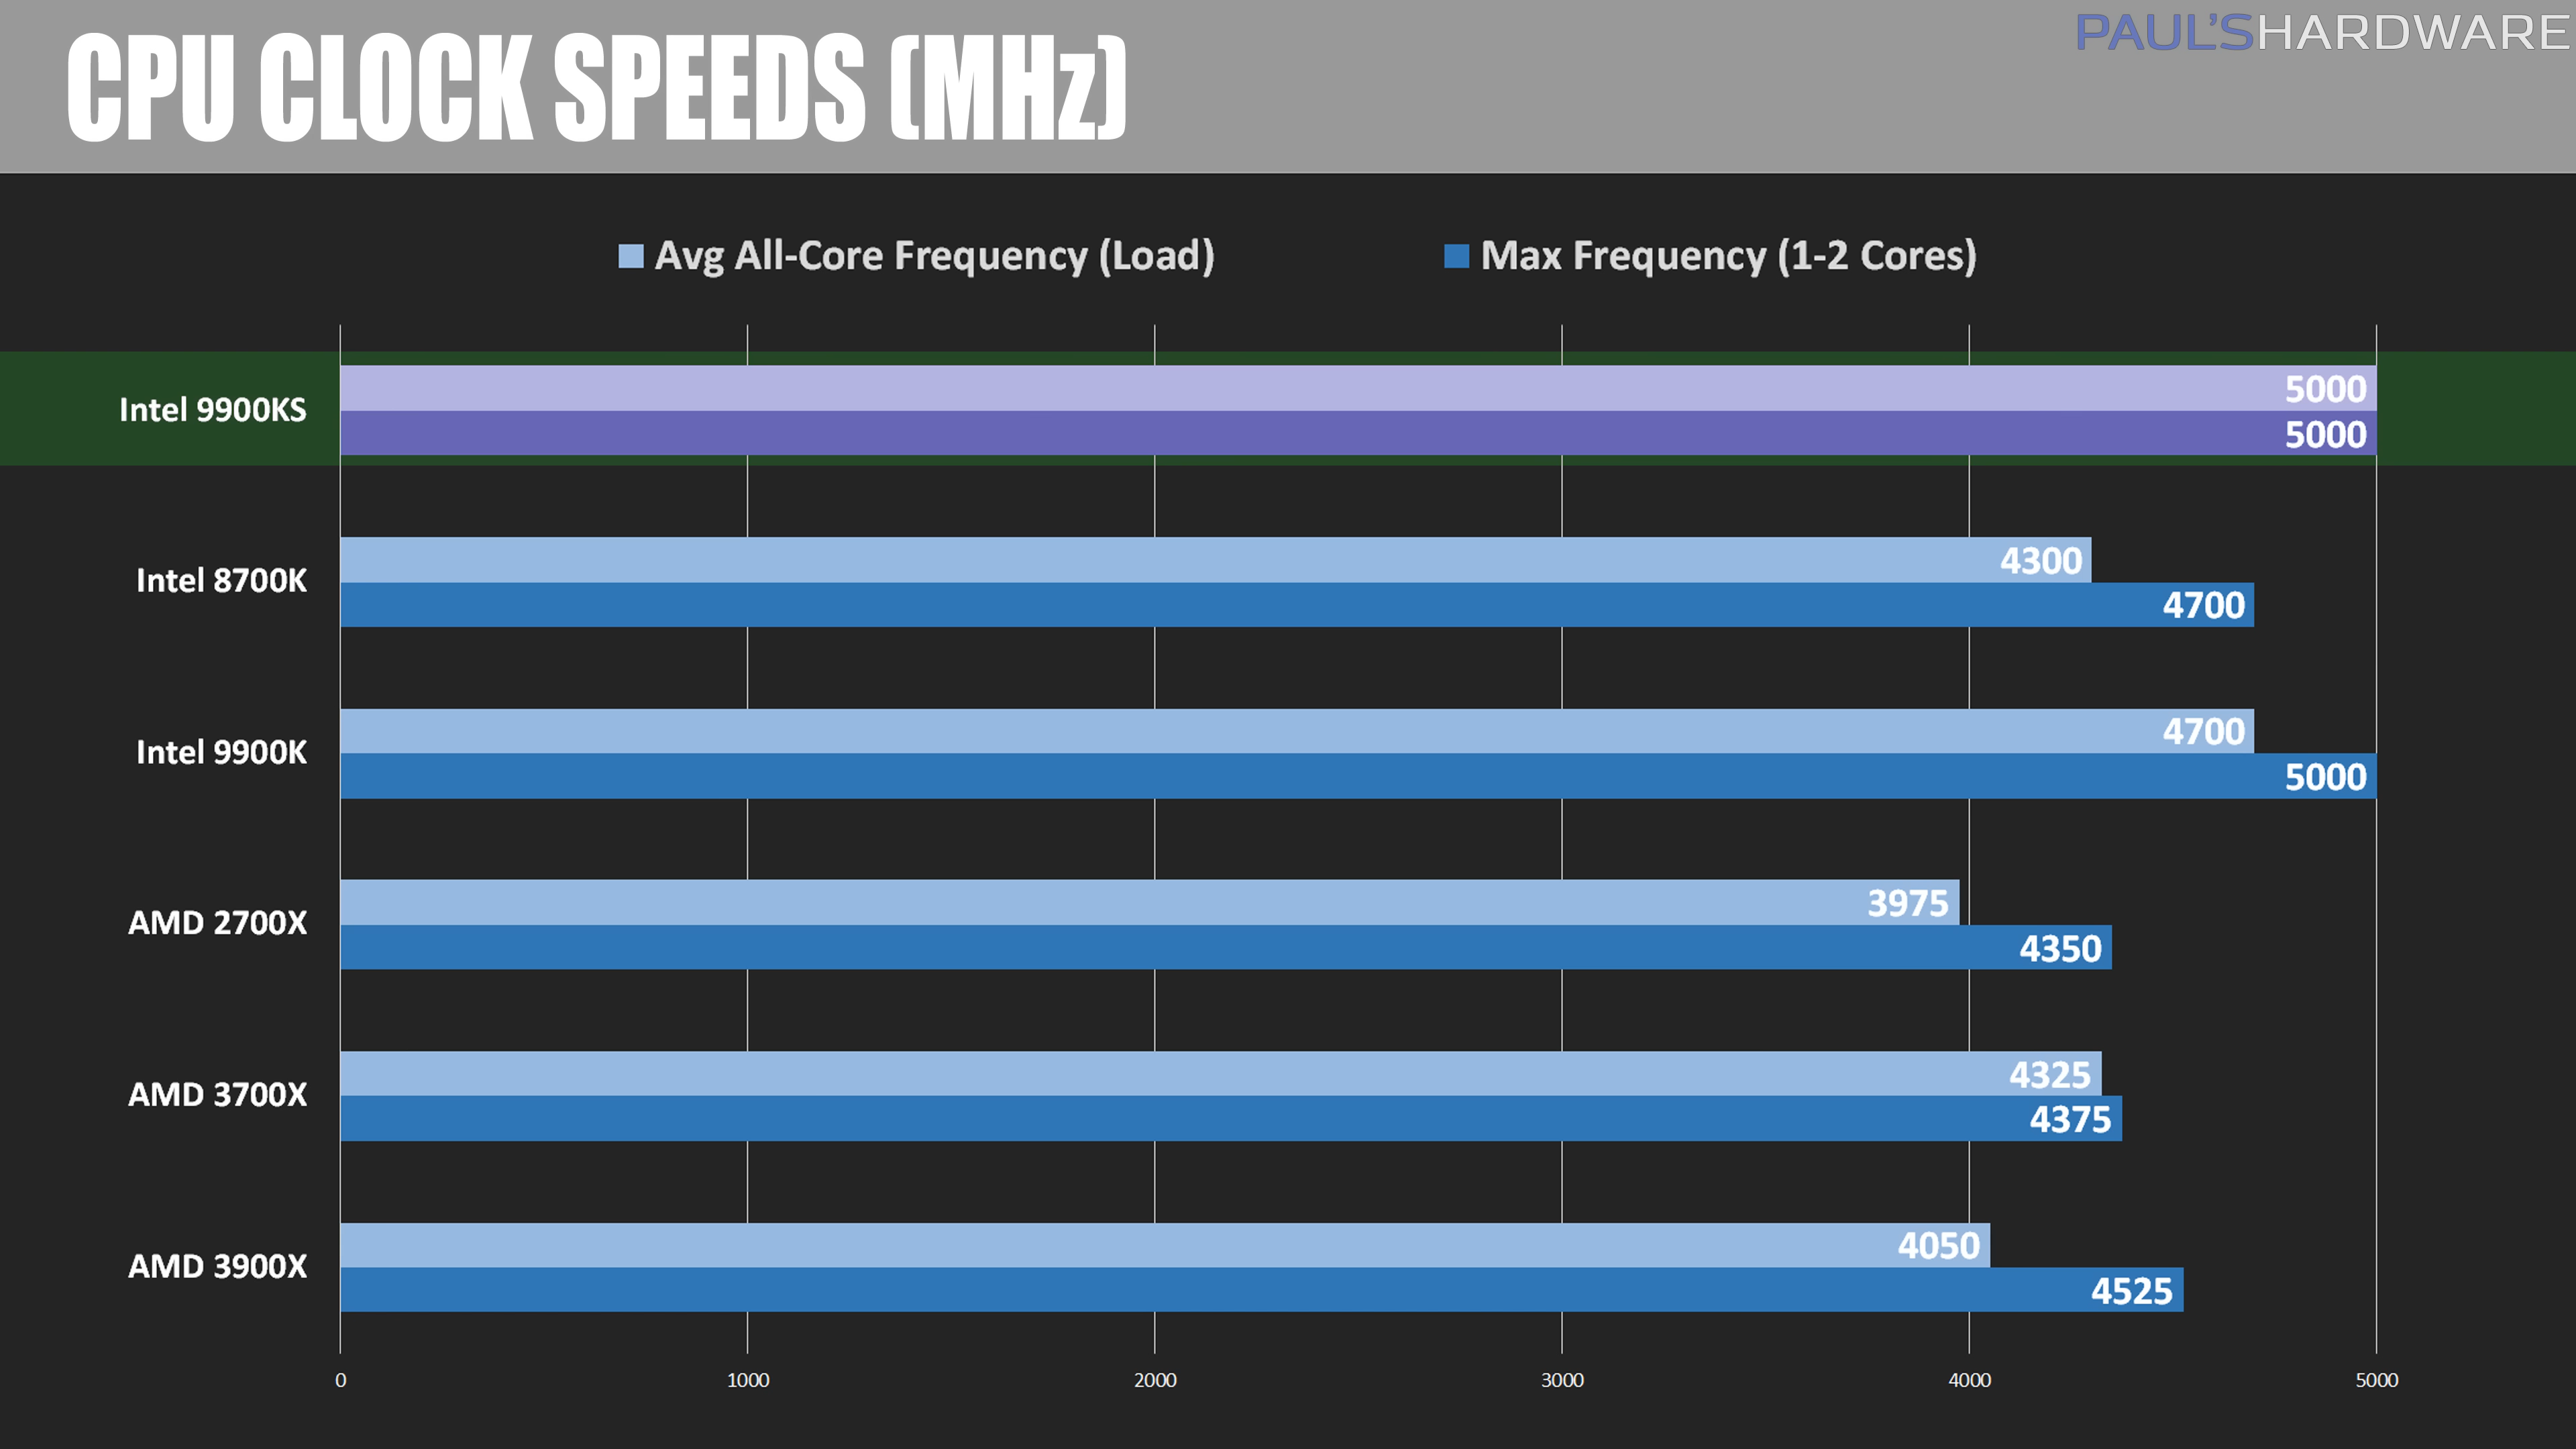 PAUL'SHARDWARE
CPU CLOCK SPEEDS (MHz)
Avg All-Core Frequency (Load) Max Frequency (1-2 Cores)
Intel 9900KS
5000
5000
Intel 8700K
4300
4700
Intel 9900K
4700
5000
AMD 2700X
3975
4350
AMD 3700X
4325
4375
AMD 3900X
4050
4525
0 1000 2000 3000 4000 5000